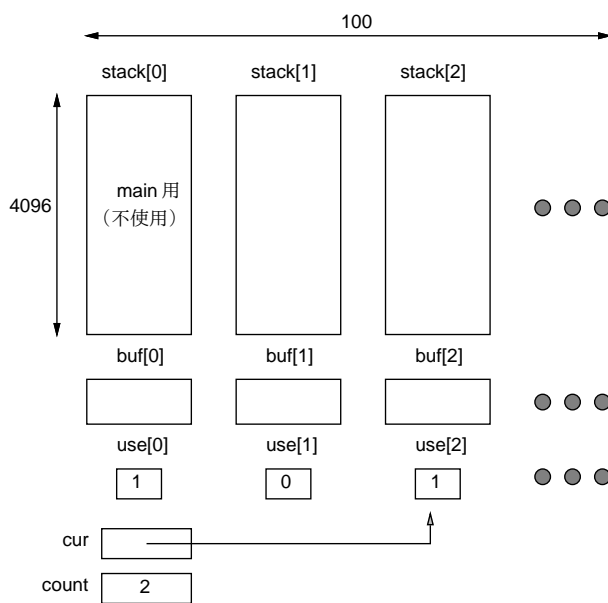 100
stack[0] stack[1] stack[2]
main 用
（不使用）
4096
buf[0] buf[1] buf[2]
use[0] use[1] use[2]
1 0 1
cur
count 2